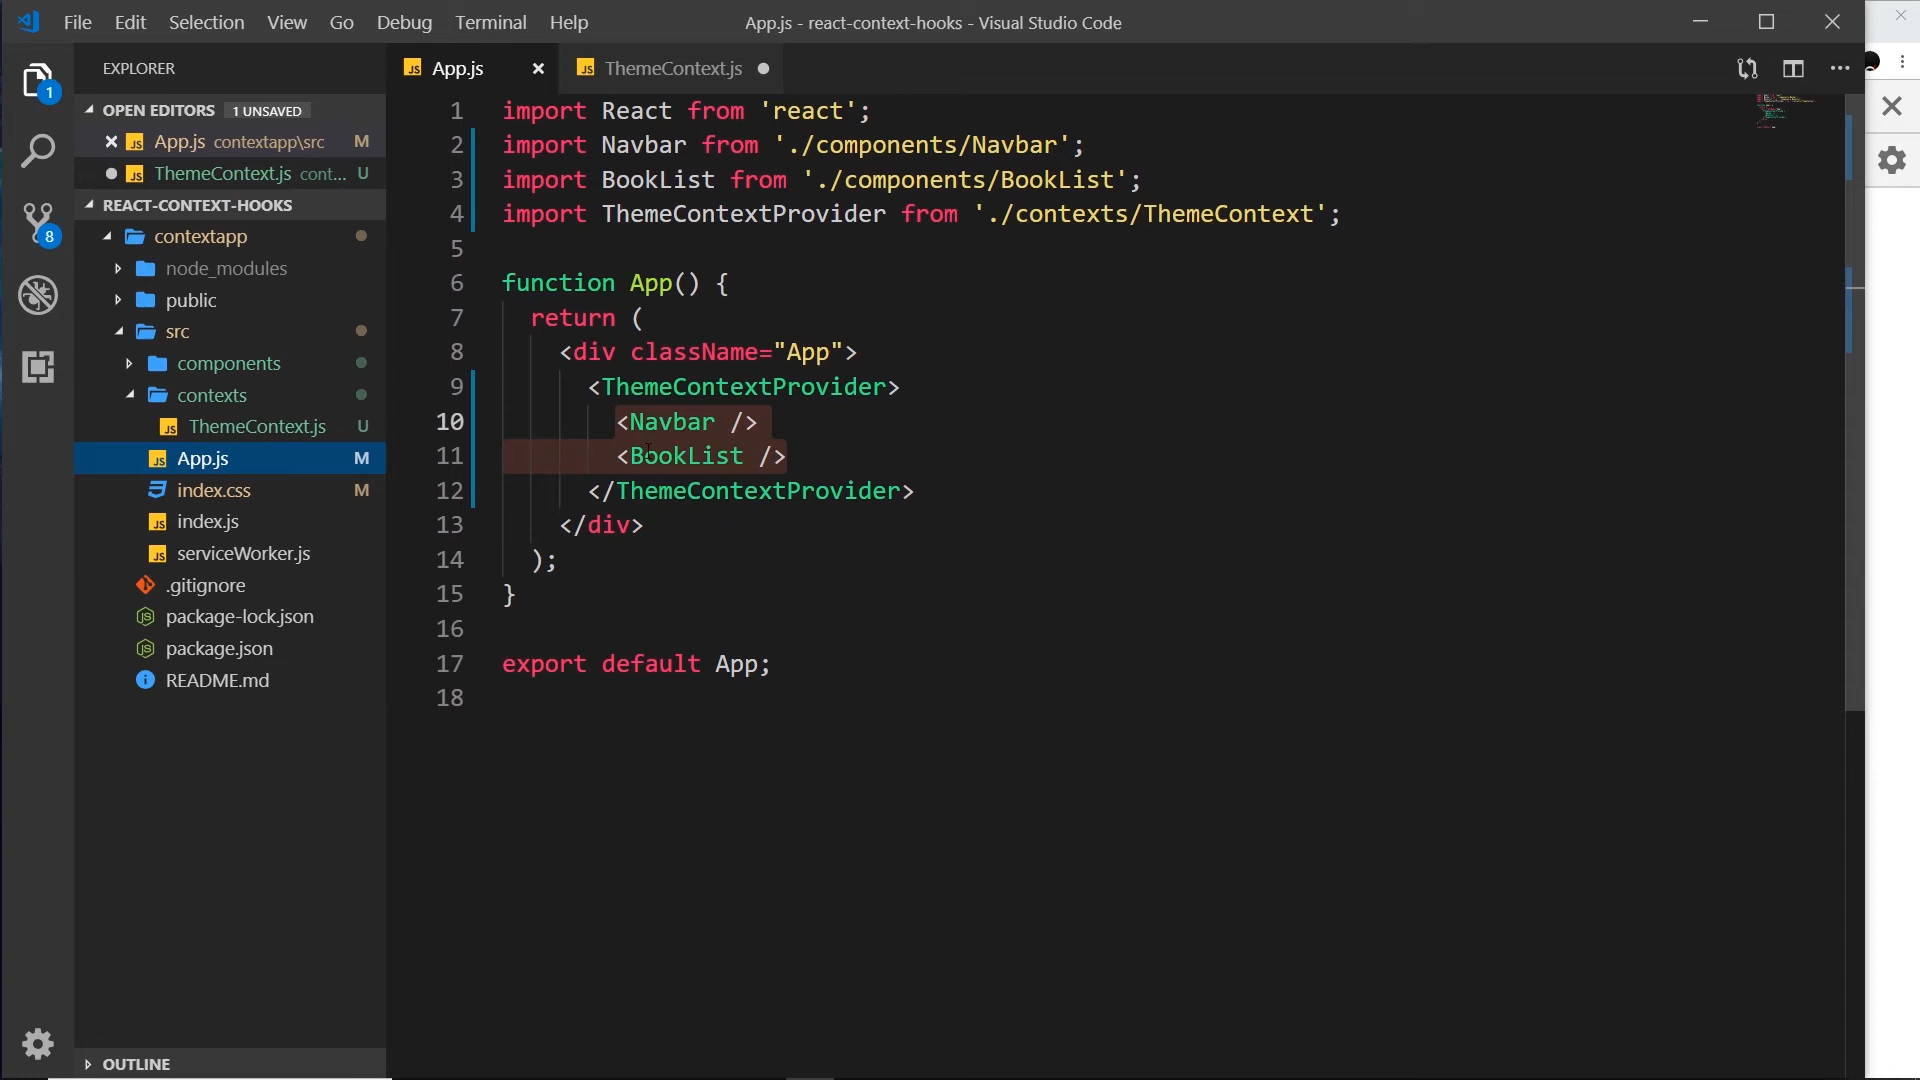 File Edit Selection View Go Debug Terminal Help
App.js - react-context-hooks - Visual Studio Code
EXPLORER
OPEN EDITORS 1 UNSAVED
App.js contextapp\src M
ThemeContext.js cont... U
REACT-CONTEXT-HOOKS
contextapp
node_modules
public
src
components
contexts
ThemeContext.js U
App.js M
index.css M
index.js
serviceWorker.js
.gitignore
package-lock.json
package.json
README.md
OUTLINE
1
8
App.js
ThemeContext.js
1 import React from 'react';
2 import Navbar from './components/Navbar';
3 import BookList from './components/BookList';
4 import ThemeContextProvider from './contexts/ThemeContext';
5
6 function App() {
7 return (
8 <div className="App">
9 <ThemeContextProvider>
10 <Navbar />
11 <BookList />
12 </ThemeContextProvider>
13 </div>
14 );
15 }
16
17 export default App;
18